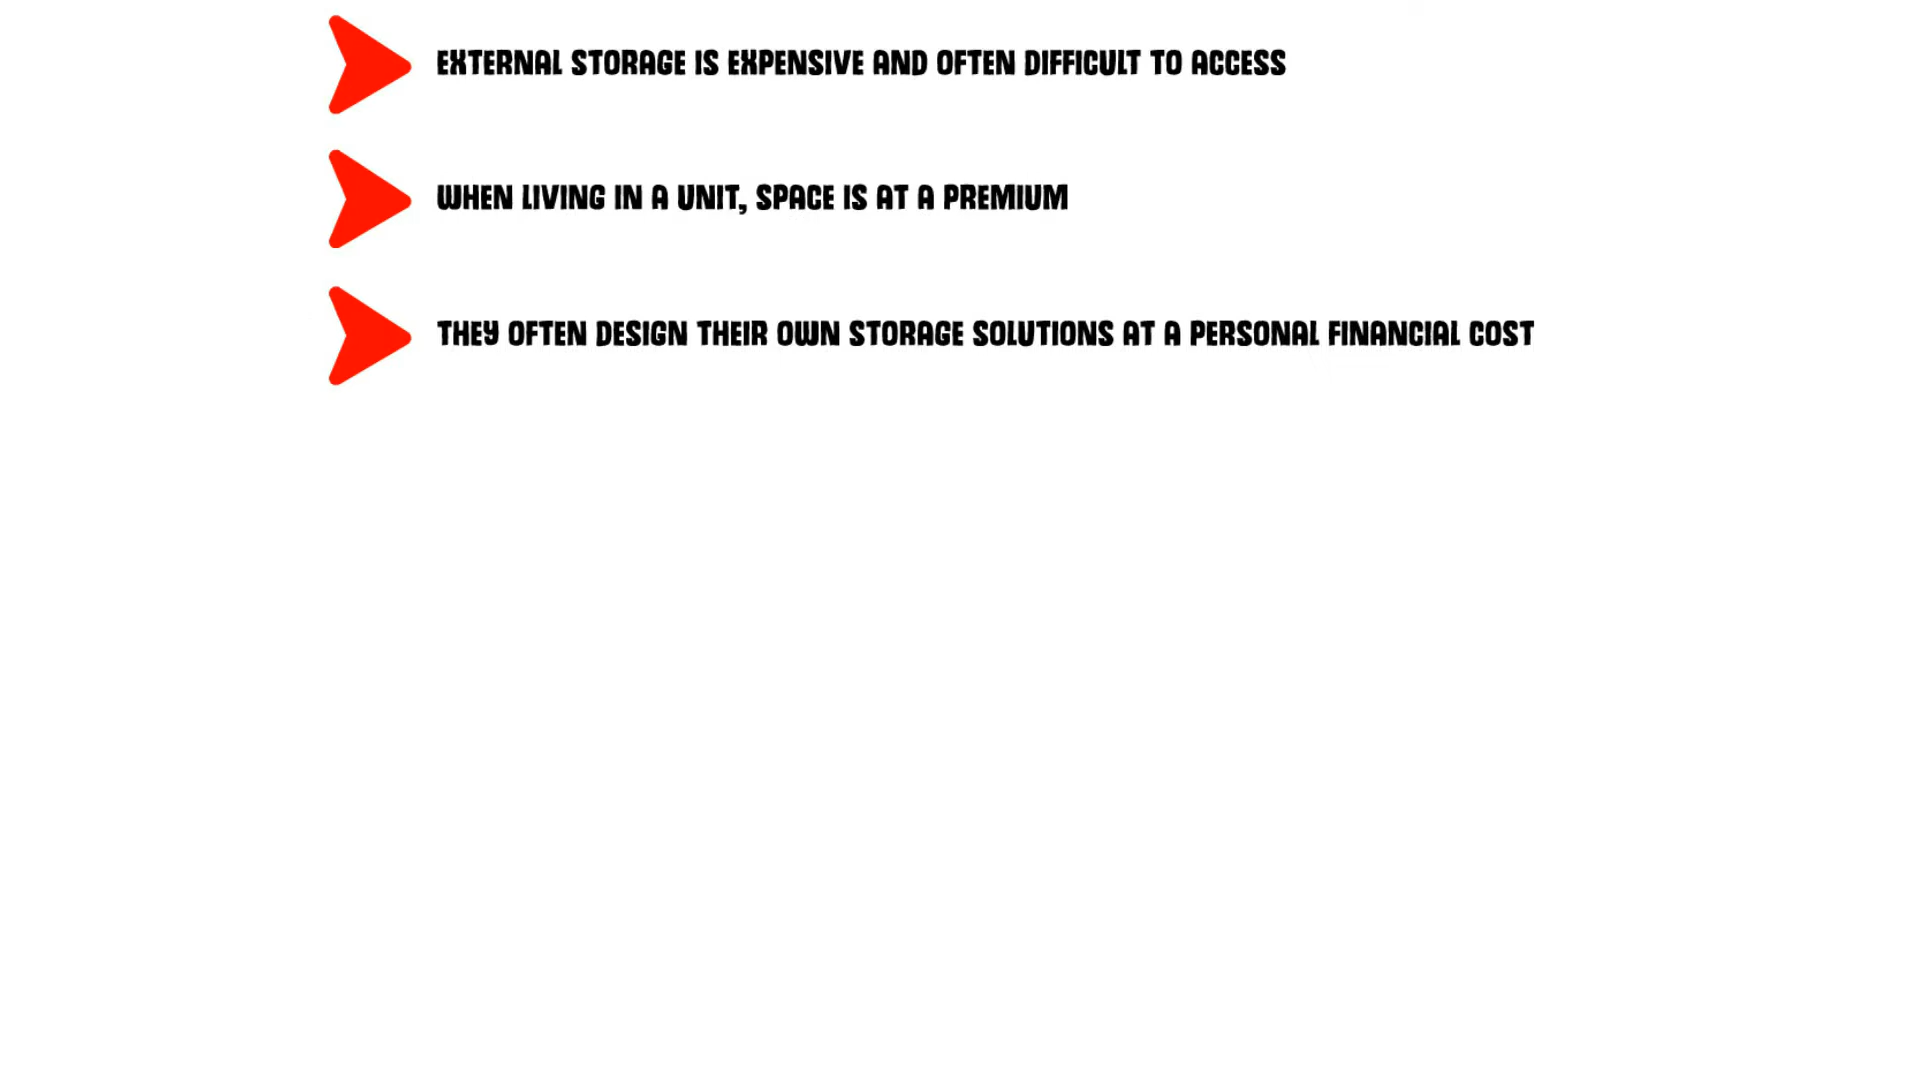 EXTERNAL STORAGE IS EXPENSIVE AND OFTEN DIFFICULT TO ACCESS
WHEN LIVING IN A UNIT, SPACE IS AT A PREMIUM
THEY OFTEN DESIGN THEIR OWN STORAGE SOLUTIONS AT A PERSONAL FINANCIAL COST